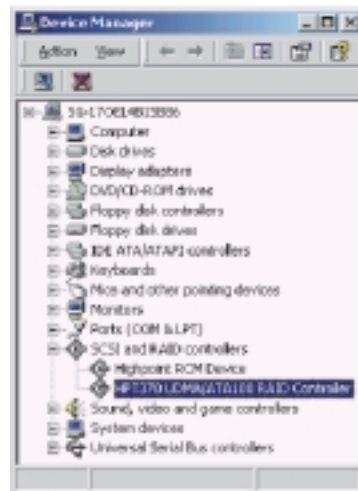 Device Manager
Action View
Computer
Disk drives
Display adapters
DVD/CD-ROM drives
Floppy disk controllers
Floppy disk drives
IDE ATA/ATAPI controllers
Keyboards
Mice and other pointing devices
Monitors
Ports (COM & LPT)
SCSI and RAID controllers
Highpoint RCM Device
HPT370 UDMA/ATA100 RAID Controller
Sound, video and game controllers
System devices
Universal Serial Bus controllers